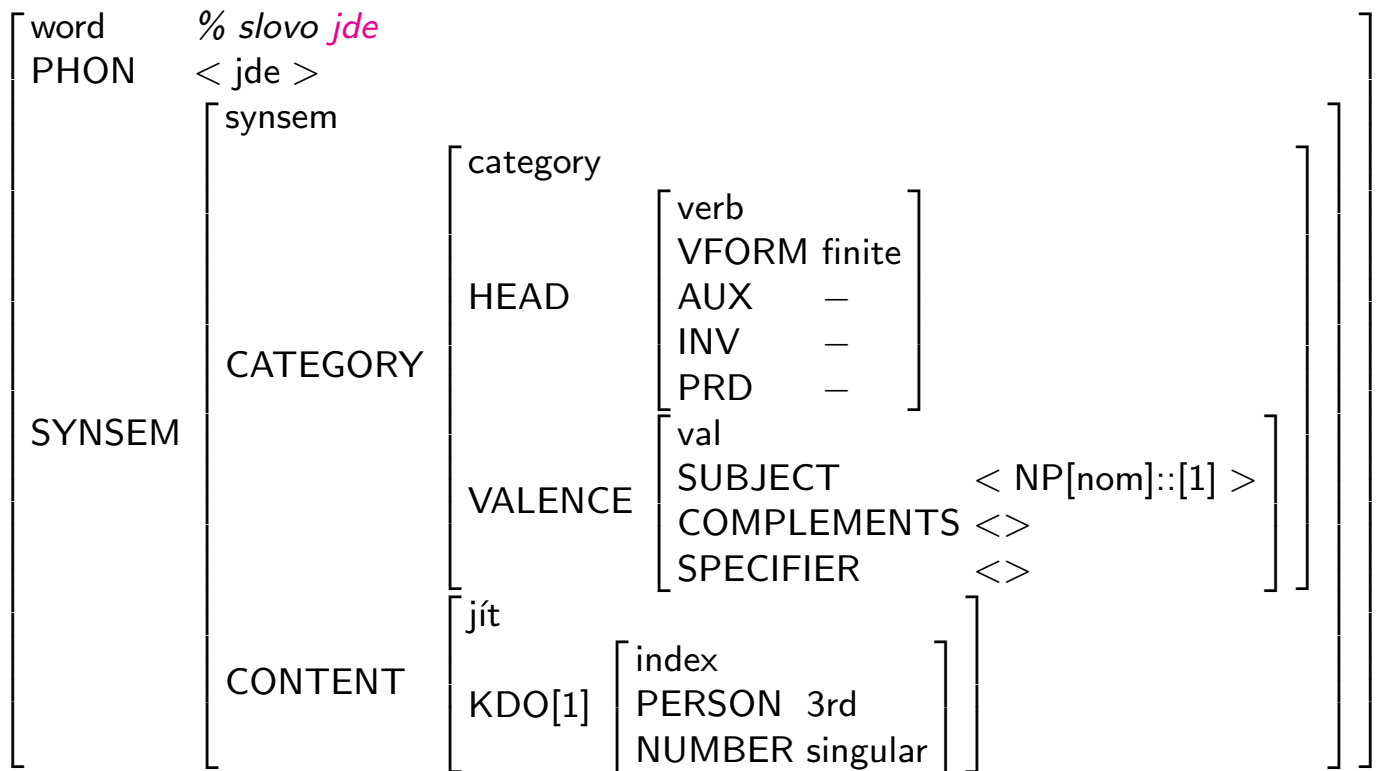 word % slovo jde
PHON < jde >
synsem
category
verb
VFORM finite
HEAD AUX −
INV −
CATEGORY PRD −
SYNSEM val
SUBJECT < NP[nom]::[1] >
VALENCE COMPLEMENTS <>
SPECIFIER <>
jít
CONTENT index
KDO[1] PERSON 3rd
NUMBER singular